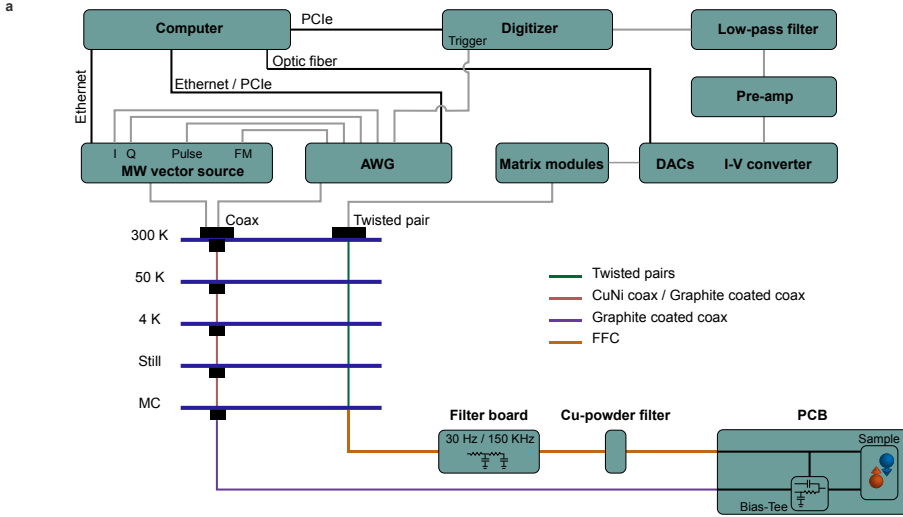 a
Computer
PCIe
Digitizer
Trigger
Low-pass filter
Optic fiber
Ethernet
Ethernet / PCIe
Pre-amp
I Q Pulse FM
MW vector source
AWG
Matrix modules
DACs I-V converter
Coax
Twisted pair
300 K
50 K
4 K
Still
MC
Twisted pairs
CuNi coax / Graphite coated coax
Graphite coated coax
FFC
Filter board
Cu-powder filter
PCB
30 Hz / 150 KHz
Sample
Bias-Tee